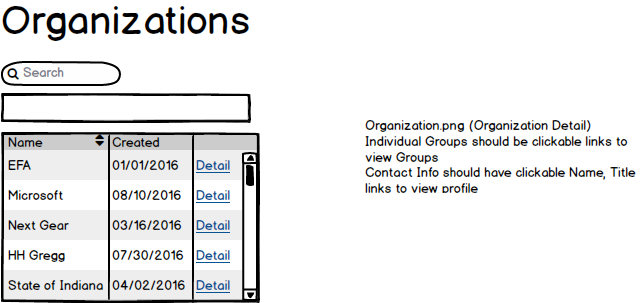 Organizations
Search
Name Created
EFA 01/01/2016 Detail
Microsoft 08/10/2016 Detail
Next Gear 03/16/2016 Detail
HH Gregg 07/30/2016 Detail
State of Indiana 04/02/2016 Detail
Organization.png (Organization Detail)
Individual Groups should be clickable links to
view Groups
Contact Info should have clickable Name, Title
links to view profile